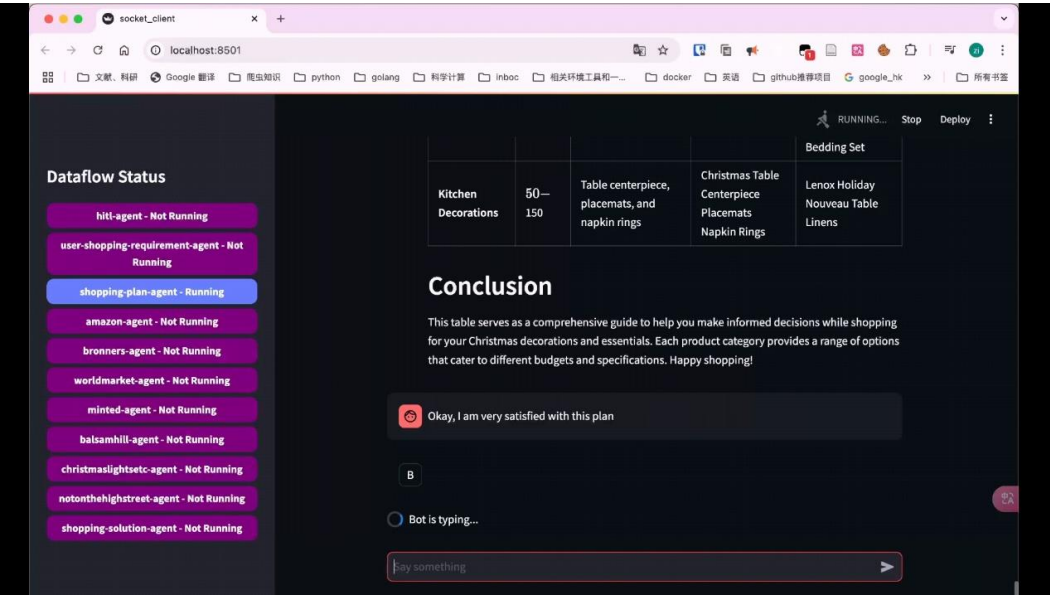 socket_client
localhost:8501
文献、科研
Google 翻译
爬虫知识
python
golang
科学计算
inboc
相关环境工具和一...
docker
英语
github推荐项目
google_hk
所有书签
RUNNING...
Stop
Deploy
Dataflow Status
hitl-agent - Not Running
user-shopping-requirement-agent - Not
Running
shopping-plan-agent - Running
amazon-agent - Not Running
bronners-agent - Not Running
worldmarket-agent - Not Running
minted-agent - Not Running
balsamhill-agent - Not Running
christmaslightsetc-agent - Not Running
notonthehighstreet-agent - Not Running
shopping-solution-agent - Not Running
Bedding Set
Kitchen
Decorations
50—
150
Table centerpiece,
placemats, and
napkin rings
Christmas Table
Centerpiece
Placemats
Napkin Rings
Lenox Holiday
Nouveau Table
Linens
Conclusion
This table serves as a comprehensive guide to help you make informed decisions while shopping
for your Christmas decorations and essentials. Each product category provides a range of options
that cater to different budgets and specifications. Happy shopping!
Okay, I am very satisfied with this plan
B
Bot is typing...
Say something